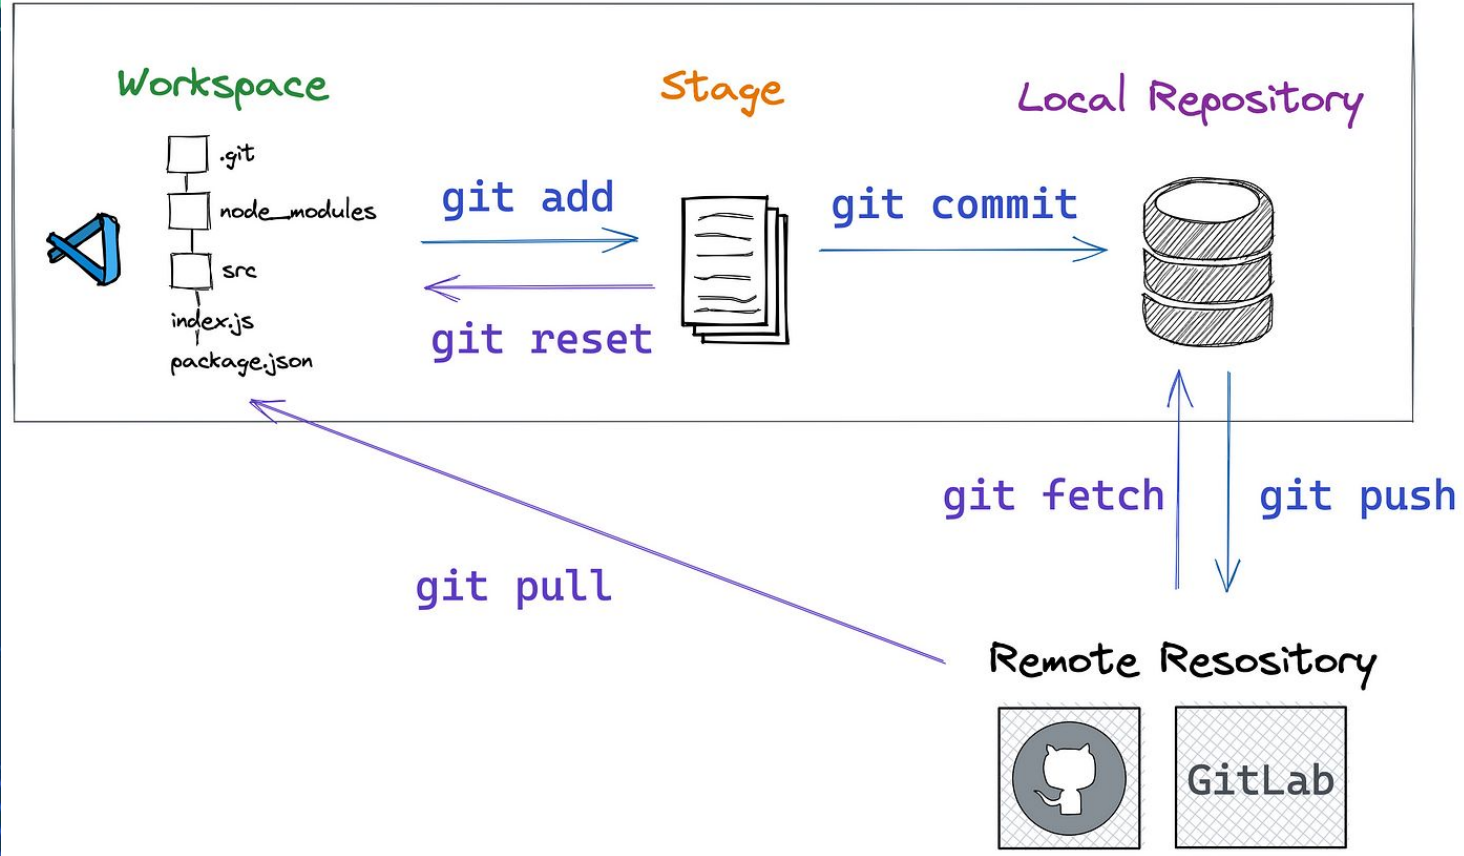 Workspace
Stage
Local Repository
.git
node_modules
src
index.js
package.json
git add
git reset
git commit
git fetch
git push
git pull
Remote Resository
GitLab